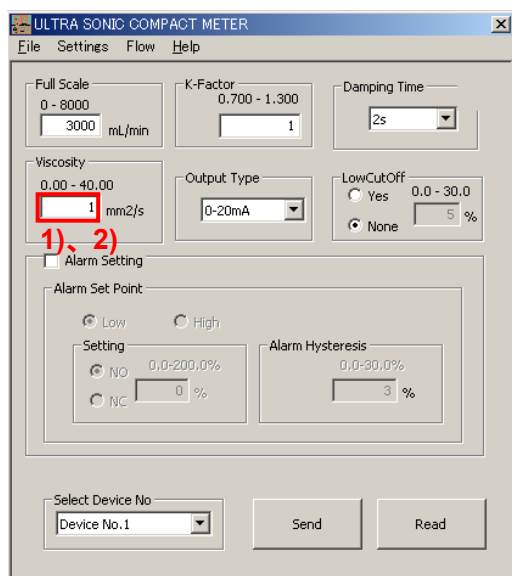 ULTRA SONIC COMPACT METER
File Settings Flow Help
Full Scale
0 - 8000
3000 mL/min
K-Factor
0.700 - 1.300
1
Damping Time
2s
Viscosity
0.00 - 40.00
1 mm2/s
1)、2)
Output Type
0-20mA
LowCutOff
Yes 0.0 - 30.0
None 5 %
Alarm Setting
Alarm Set Point
Low High
Setting
NO 0.0-200.0%
NC 0 %
Alarm Hysteresis
0.0-30.0%
3 %
Select Device No
Device No.1
Send
Read